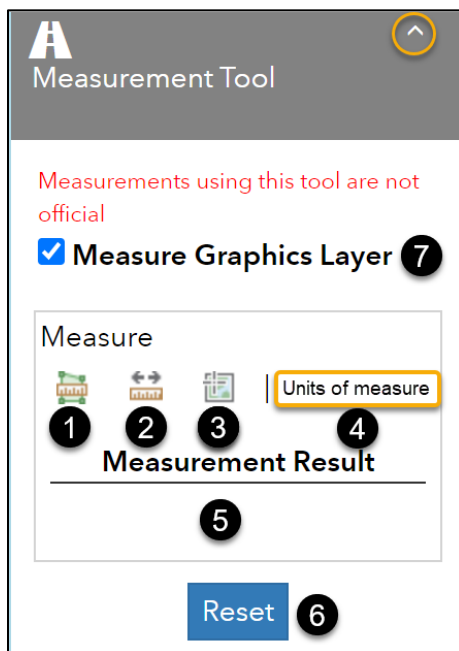 Measurement Tool
Measurements using this tool are not
official
Measure Graphics Layer 7
Measure
Units of measure
1 2 3 4
Measurement Result
5
Reset 6